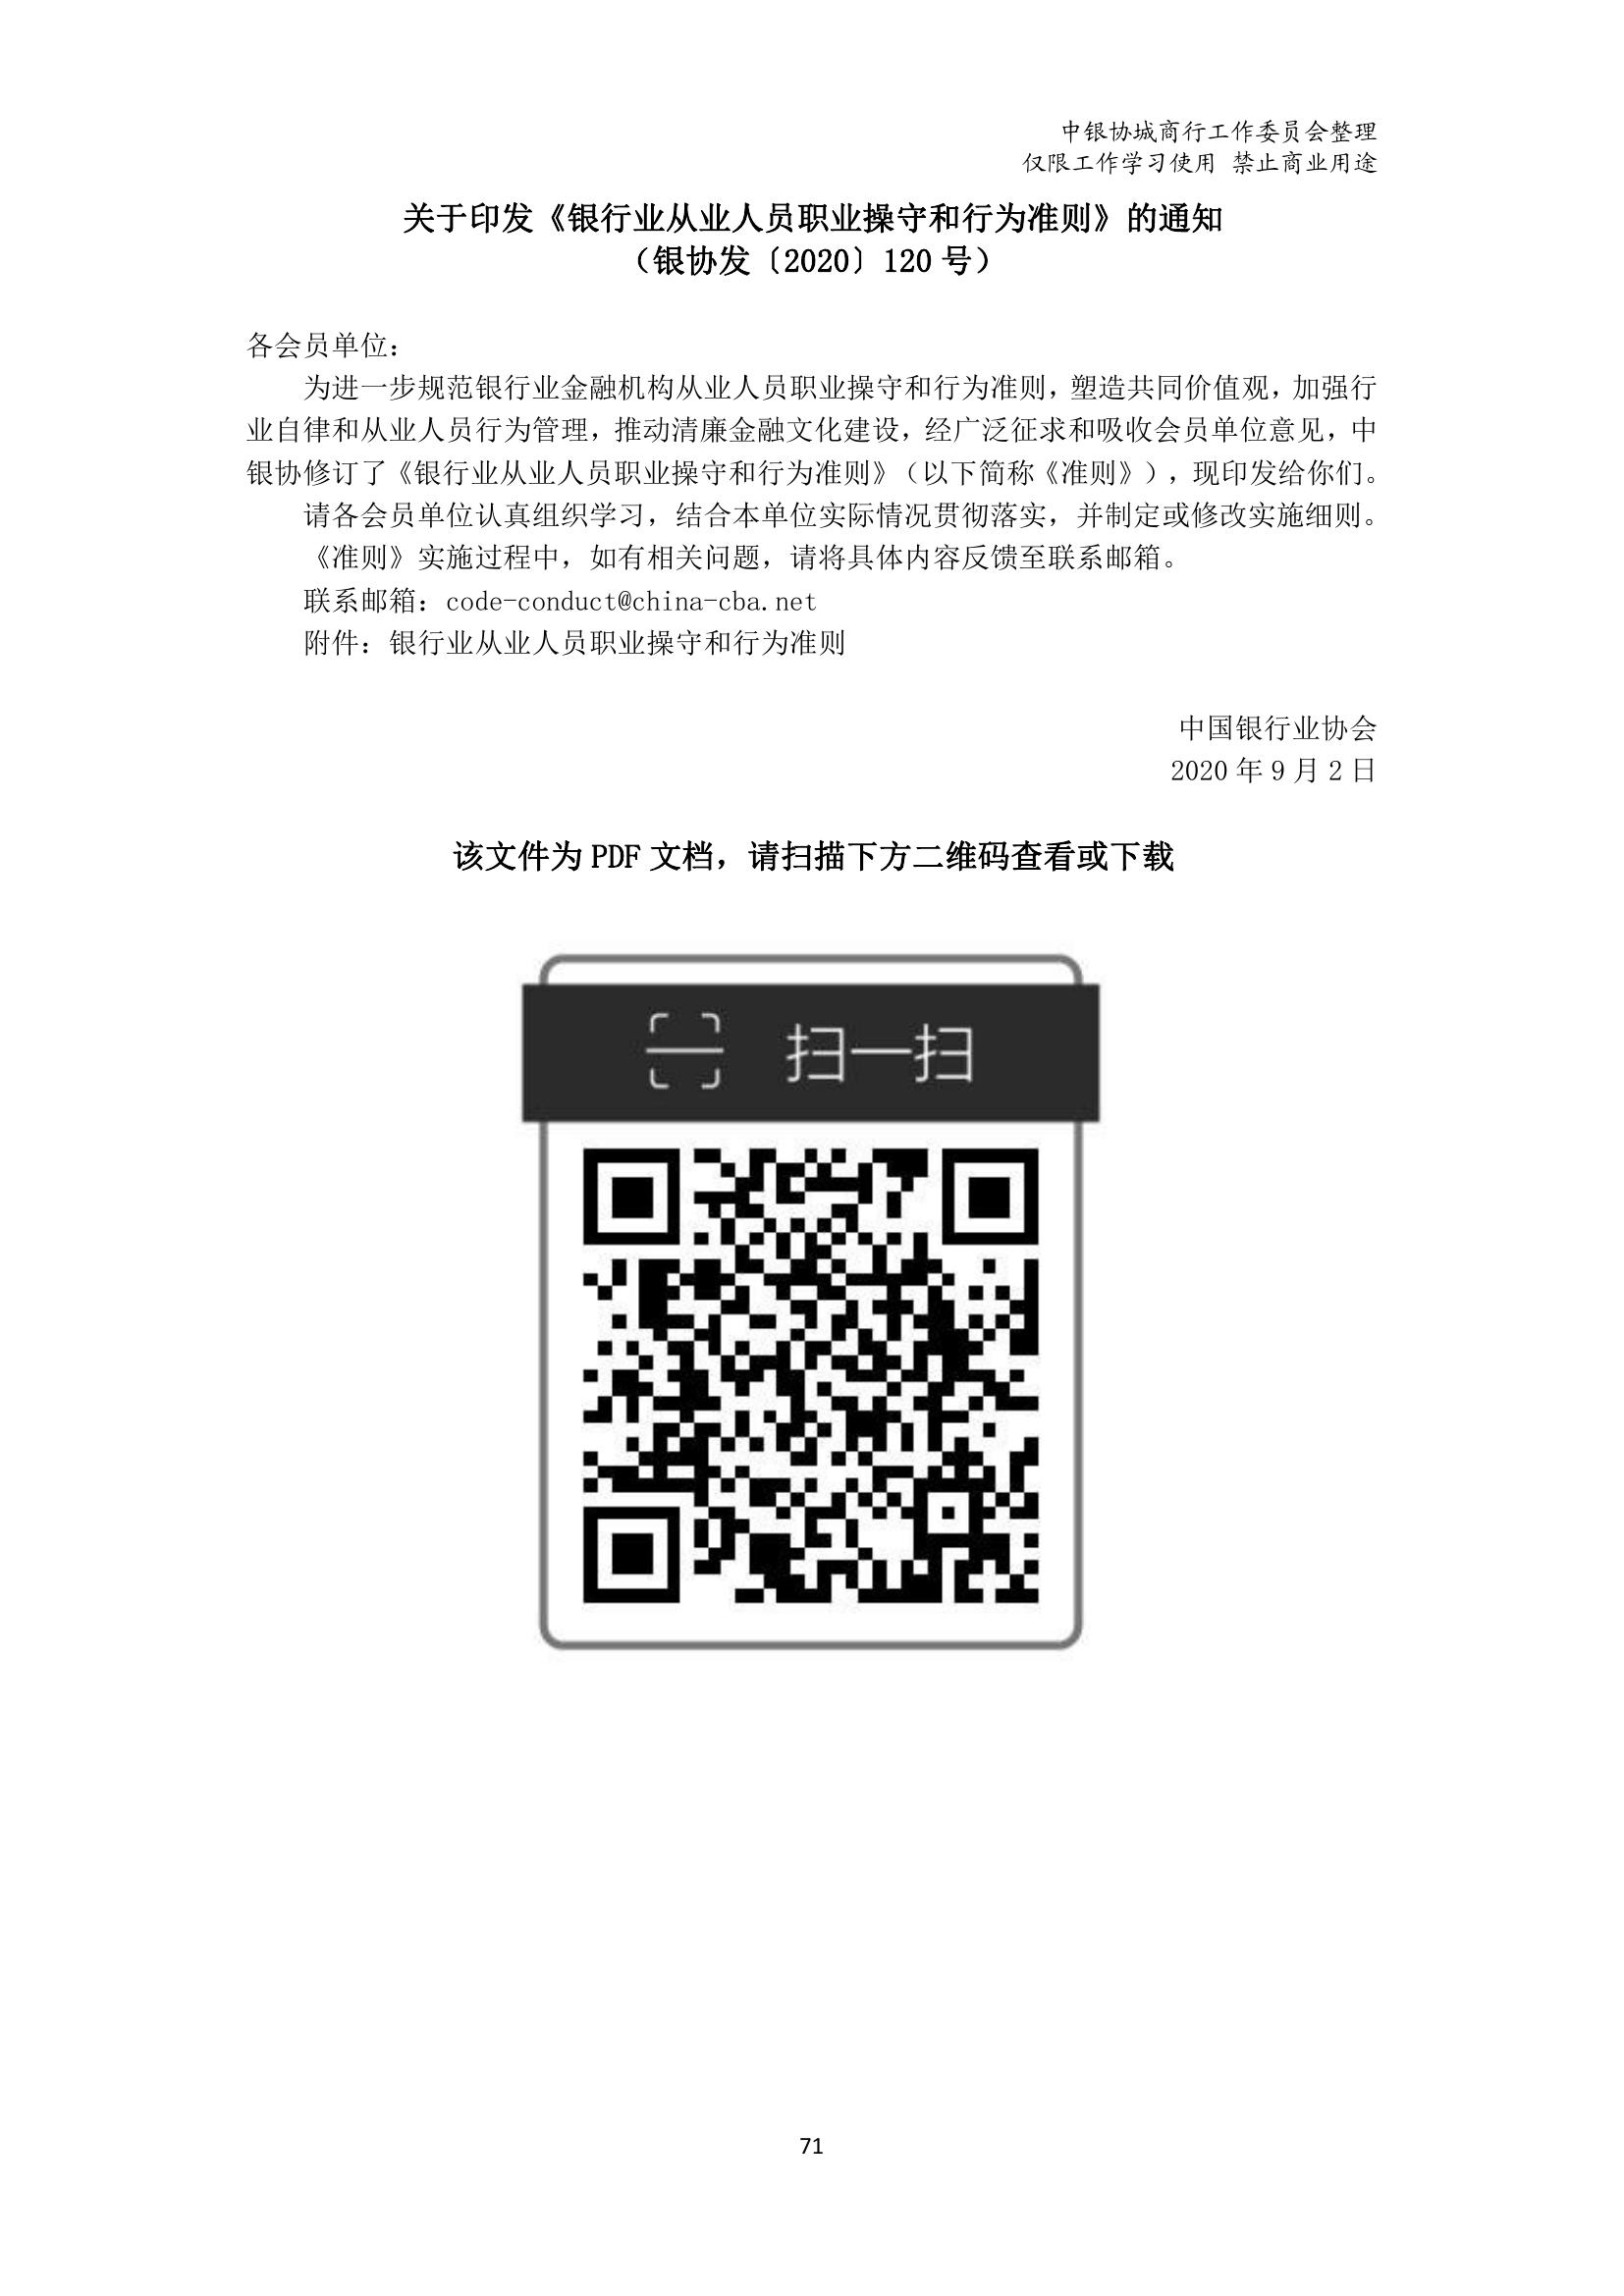 中银协城商行工作委员会整理
仅限工作学习使用 禁止商业用途
关于印发《银行业从业人员职业操守和行为准则》的通知
（银协发〔2020〕120 号）
各会员单位：
为进一步规范银行业金融机构从业人员职业操守和行为准则，塑造共同价值观，加强行
业自律和从业人员行为管理，推动清廉金融文化建设，经广泛征求和吸收会员单位意见，中
银协修订了《银行业从业人员职业操守和行为准则》（以下简称《准则》），现印发给你们。
请各会员单位认真组织学习，结合本单位实际情况贯彻落实，并制定或修改实施细则。
《准则》实施过程中，如有相关问题，请将具体内容反馈至联系邮箱。
联系邮箱：code-conduct@china-cba.net
附件：银行业从业人员职业操守和行为准则
中国银行业协会
2020 年 9 月 2 日
该文件为 PDF 文档，请扫描下方二维码查看或下载
扫一扫
71